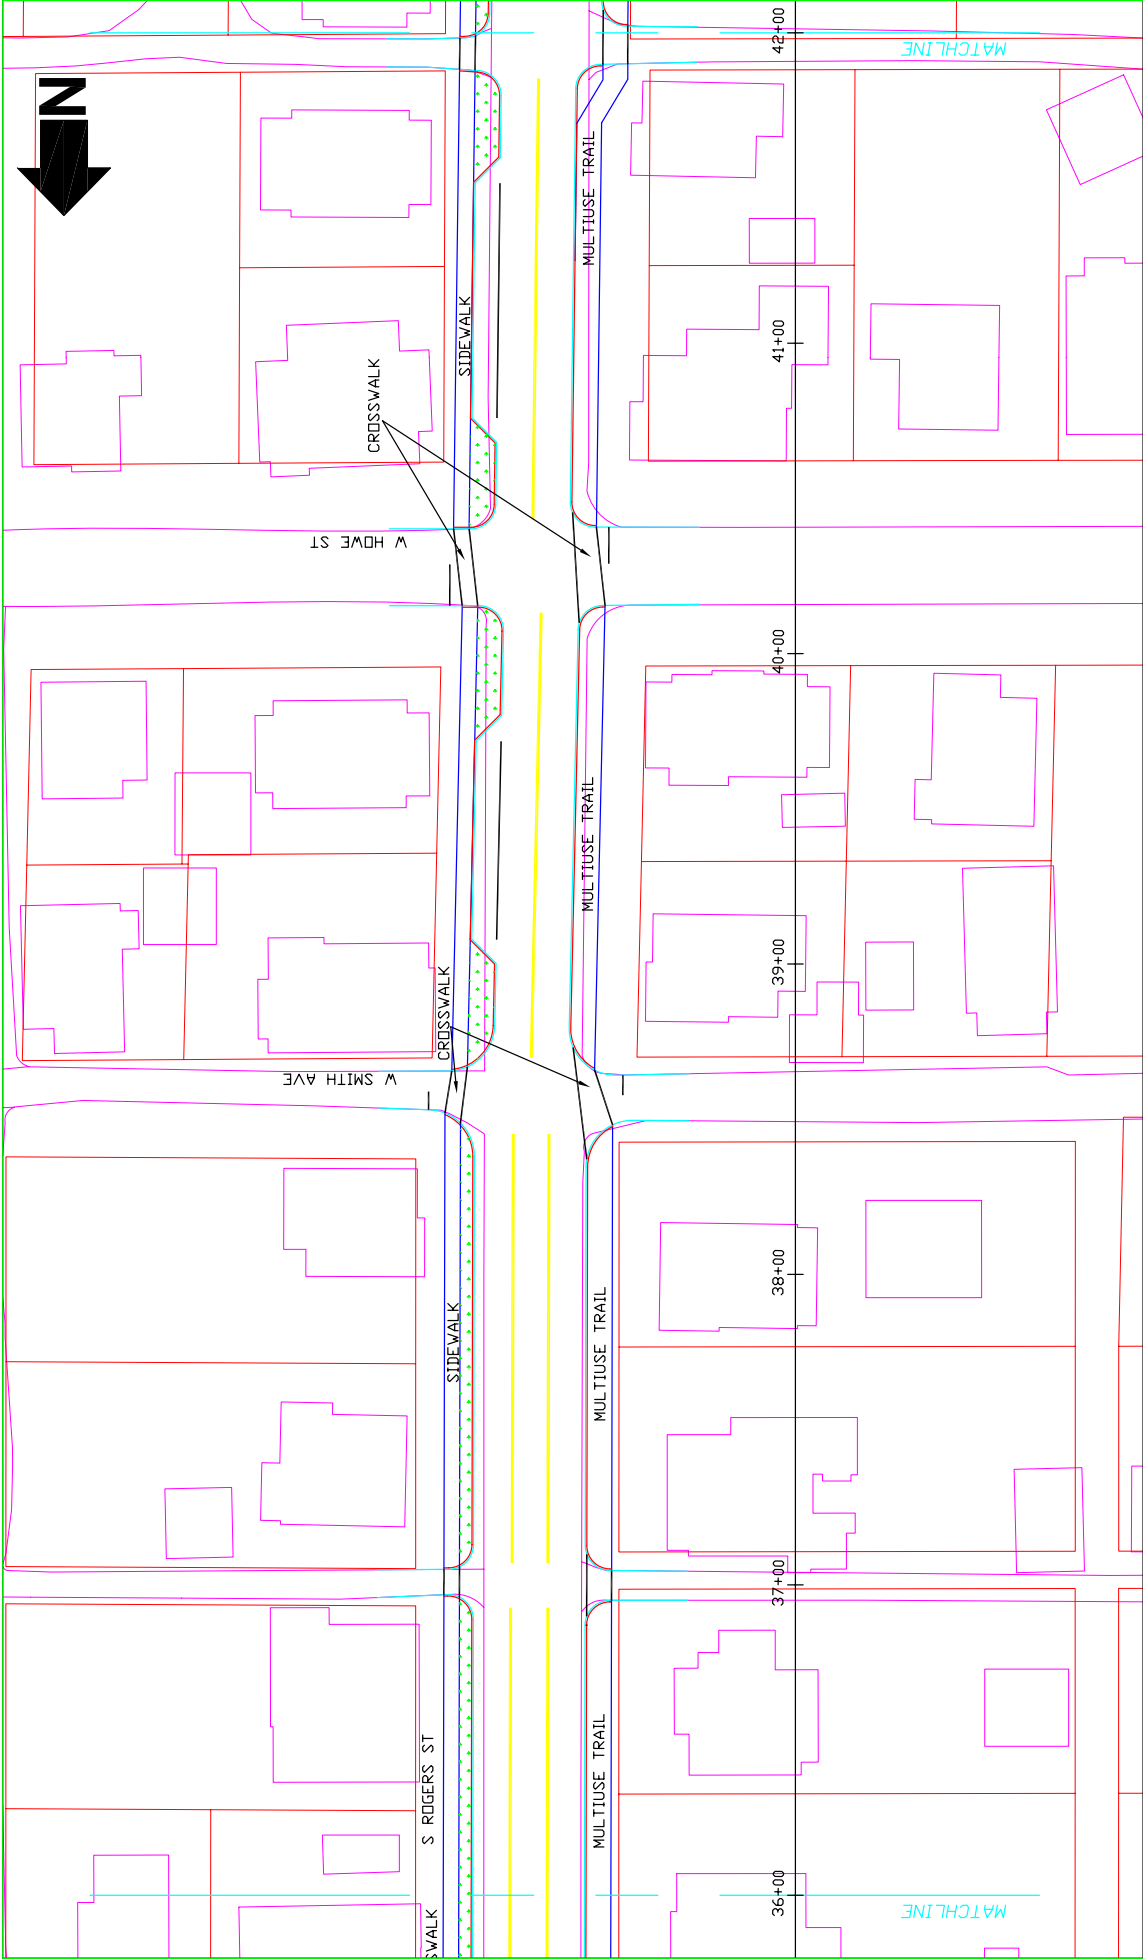 42+00
MATCHLINE
N
MULTIUSE TRAIL
SIDEWALK
41+00
CROSSWALK
W HOWE ST
40+00
MULTIUSE TRAIL
39+00
CROSSWALK
W SMITH AVE
38+00
SIDEWALK
MULTIUSE TRAIL
37+00
S ROGERS ST
MULTIUSE TRAIL
36+00
MATCHLINE
SWALK